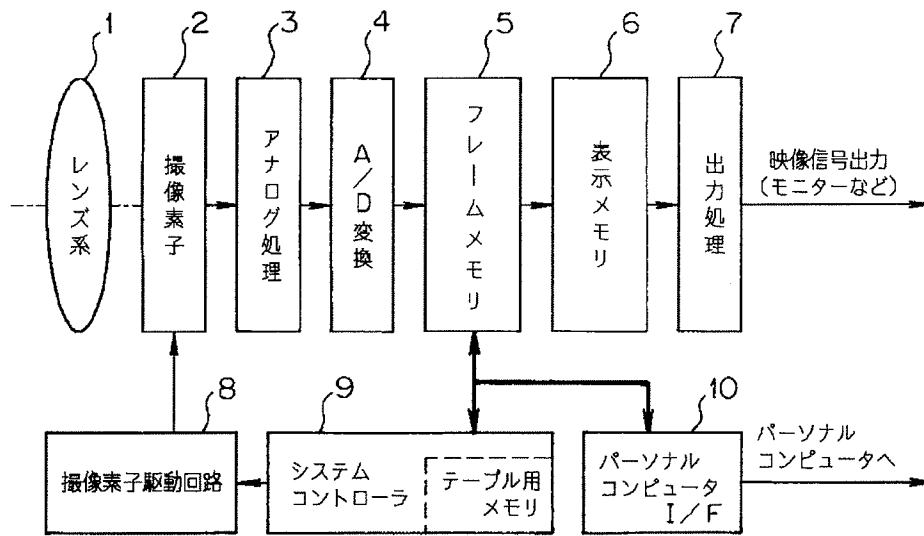 1
2
3
4
5
6
7
レンズ系
撮像素子
アナログ処理
A/D変換
フレームメモリ
表示メモリ
出力処理
映像信号出力
(モニターなど)
8
9
10
撮像素子駆動回路
システム
コントローラ
テーブル用
メモリ
パーソナル
コンピュータ
I/F
パーソナル
コンピュータへ